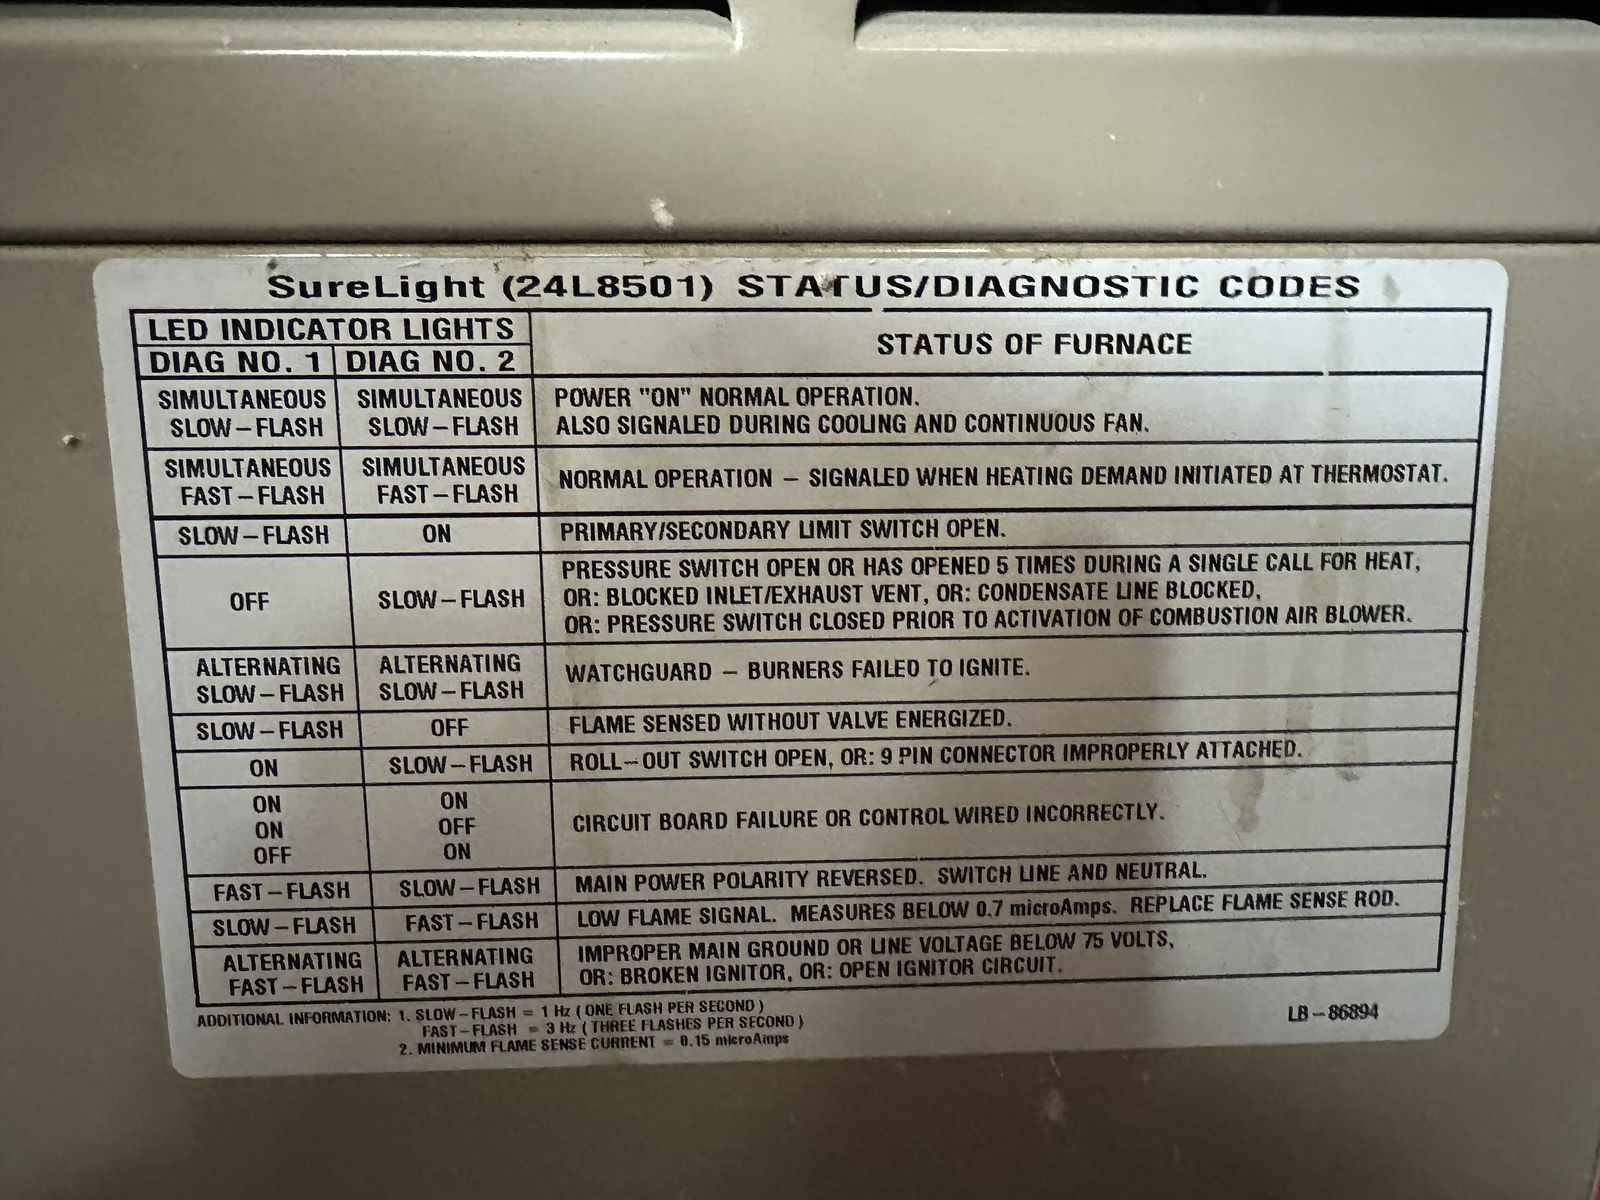 SureLight (24L8501) STATUS/DIAGNOSTIC CODES
LED INDICATOR LIGHTS
STATUS OF FURNACE
DIAG NO. 1 DIAG NO. 2
SIMULTANEOUS SIMULTANEOUS POWER "ON" NORMAL OPERATION.
SLOW-FLASH SLOW-FLASH ALSO SIGNALED DURING COOLING AND CONTINUOUS FAN.
SIMULTANEOUS SIMULTANEOUS
FAST-FLASH FAST-FLASH NORMAL OPERATION - SIGNALED WHEN HEATING DEMAND INITIATED AT THERMOSTAT.
SLOW-FLASH ON PRIMARY/SECONDARY LIMIT SWITCH OPEN.
PRESSURE SWITCH OPEN OR HAS OPENED 5 TIMES DURING A SINGLE CALL FOR HEAT,
OFF SLOW-FLASH OR: BLOCKED INLET/EXHAUST VENT, OR: CONDENSATE LINE BLOCKED,
OR: PRESSURE SWITCH CLOSED PRIOR TO ACTIVATION OF COMBUSTION AIR BLOWER.
ALTERNATING ALTERNATING WATCHGUARD - BURNERS FAILED TO IGNITE.
SLOW-FLASH SLOW-FLASH
SLOW-FLASH OFF FLAME SENSED WITHOUT VALVE ENERGIZED.
ON SLOW-FLASH ROLL-OUT SWITCH OPEN, OR: 9 PIN CONNECTOR IMPROPERLY ATTACHED.
ON ON
ON OFF CIRCUIT BOARD FAILURE OR CONTROL WIRED INCORRECTLY.
OFF ON
FAST-FLASH SLOW-FLASH MAIN POWER POLARITY REVERSED. SWITCH LINE AND NEUTRAL.
SLOW-FLASH FAST-FLASH LOW FLAME SIGNAL. MEASURES BELOW 0.7 microAmps. REPLACE FLAME SENSE ROD.
ALTERNATING ALTERNATING IMPROPER MAIN GROUND OR LINE VOLTAGE BELOW 75 VOLTS,
FAST-FLASH FAST-FLASH OR: BROKEN IGNITOR, OR: OPEN IGNITOR CIRCUIT.
ADDITIONAL INFORMATION: 1. SLOW-FLASH = 1 Hz (ONE FLASH PER SECOND) LB-86894
FAST-FLASH = 3 Hz (THREE FLASHES PER SECOND)
2. MINIMUM FLAME SENSE CURRENT = 0.15 microAmps